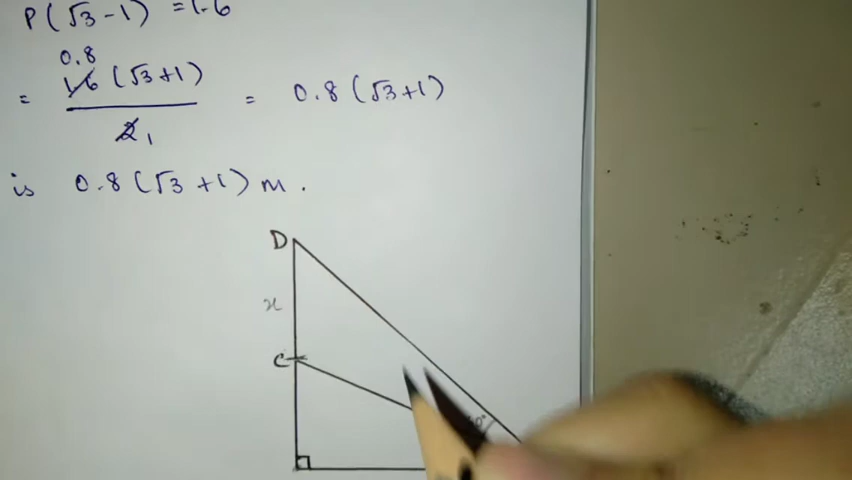 P(√3-1) = 1.6
0.8
= 1.6 (√3+1) / 2 1 = 0.8 (√3+1)
is 0.8 (√3 +1) m.
D
x
C